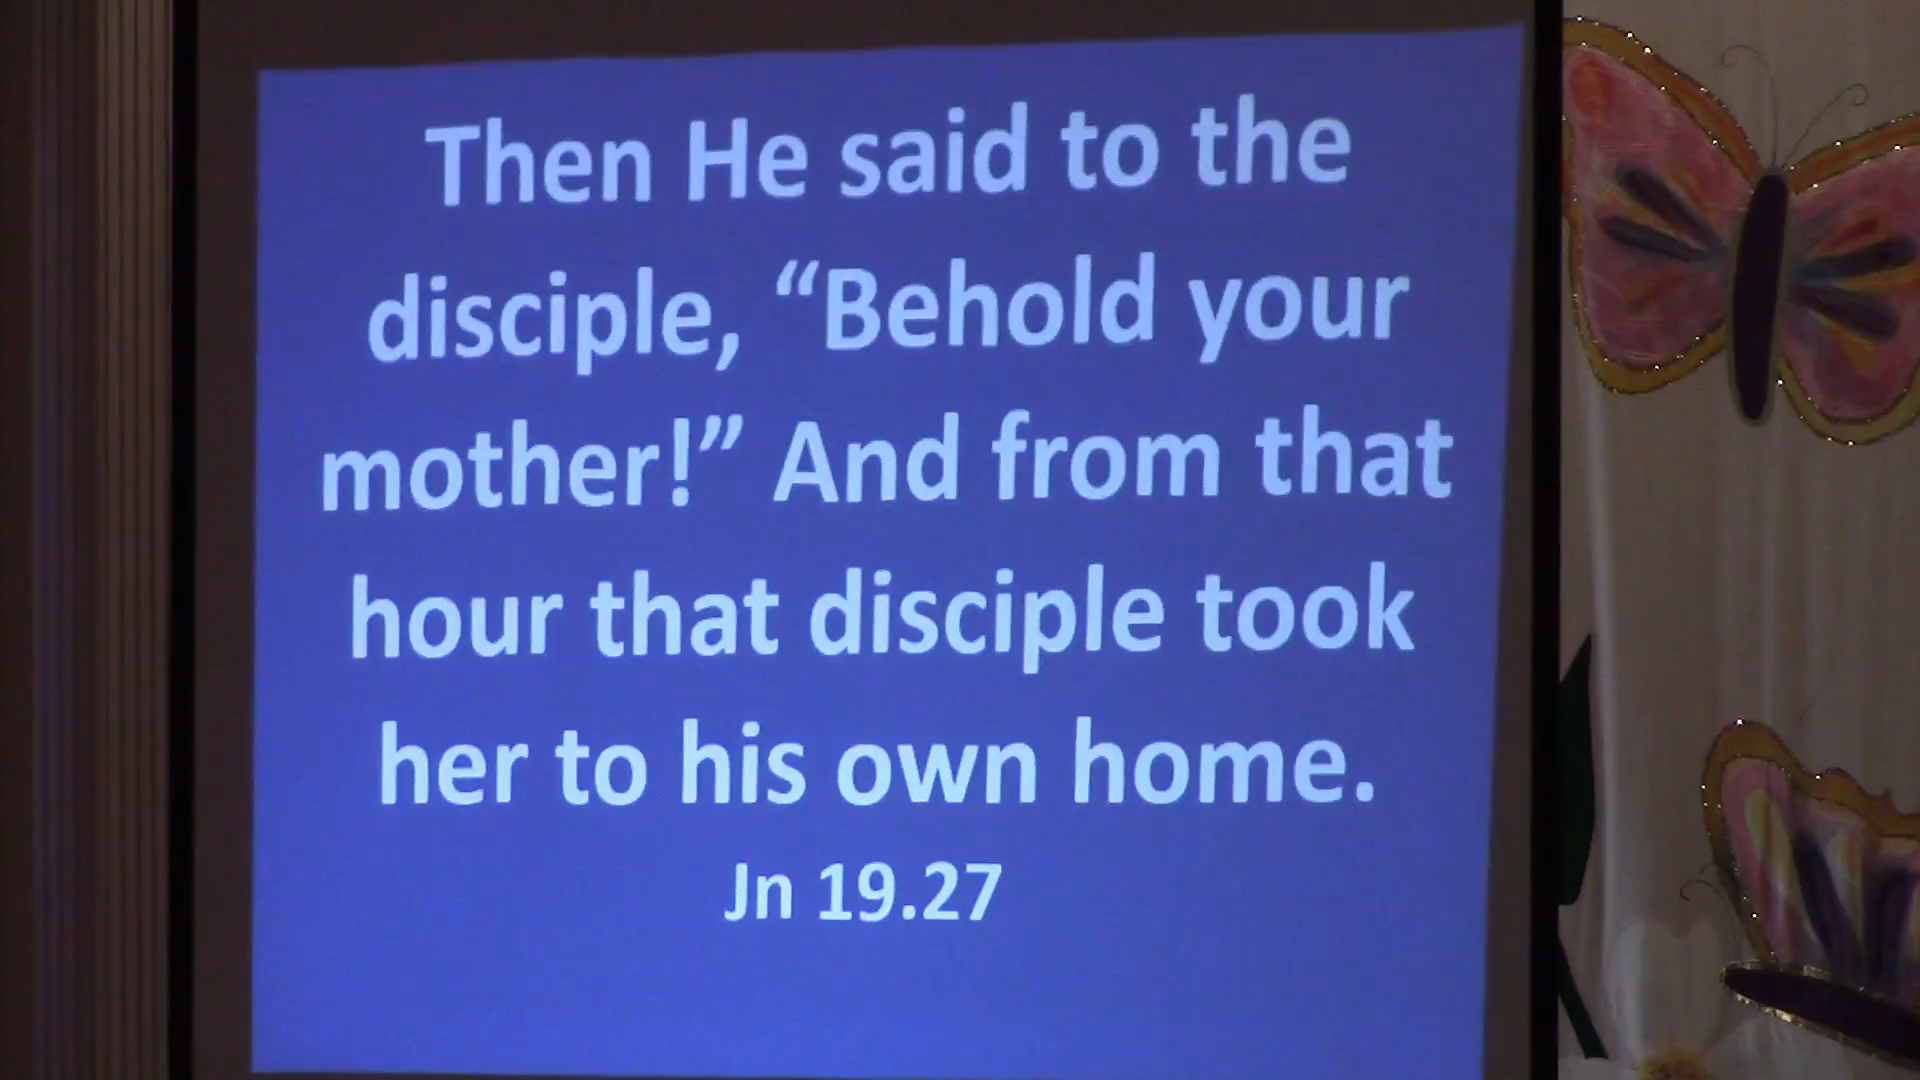 Then He said to the
disciple, “Behold your
mother!” And from that
hour that disciple took
her to his own home.
Jn 19.27